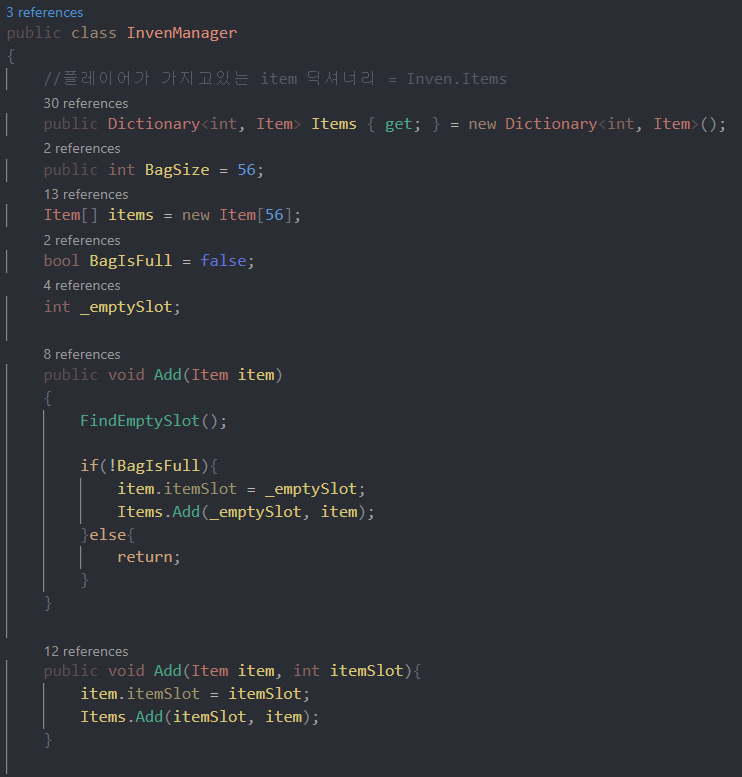 3 references
public class InvenManager
{
//플레이어가 가지고있는 item 딕셔너리 = Inven.Items
30 references
public Dictionary<int, Item> Items { get; } = new Dictionary<int, Item>();
2 references
public int BagSize = 56;
13 references
Item[] items = new Item[56];
2 references
bool BagIsFull = false;
4 references
int _emptySlot;
8 references
public void Add(Item item)
{
FindEmptySlot();
if(!BagIsFull){
item.itemSlot = _emptySlot;
Items.Add(_emptySlot, item);
}else{
return;
}
}
12 references
public void Add(Item item, int itemSlot){
item.itemSlot = itemSlot;
Items.Add(itemSlot, item);
}